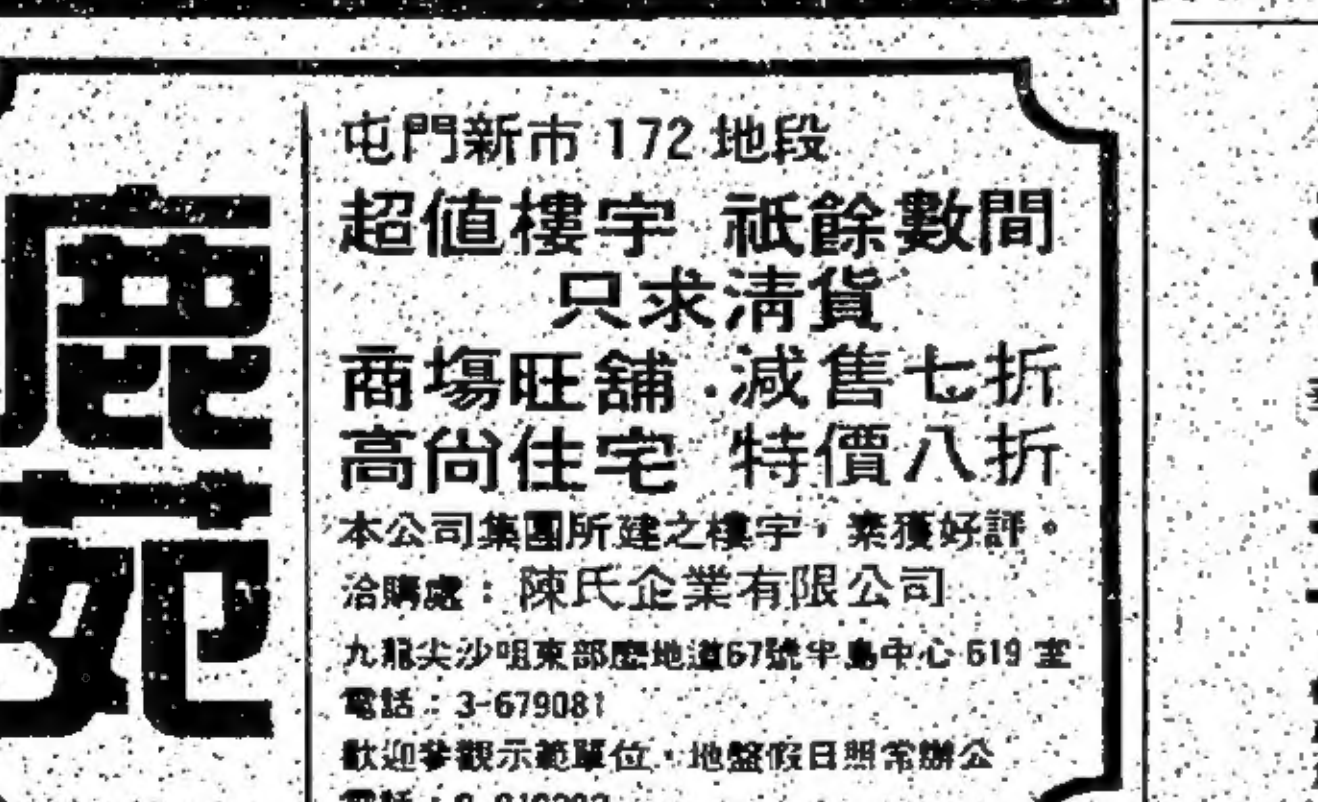 鹿苑
屯門新市 172 地段
超值樓宇 祇餘數間
只求清貨
商場旺舖 減售七折
高尚住宅 特價八折
本公司集團所建之樓宇，素獲好評。
洽購處：陳氏企業有限公司
九龍尖沙咀東部麼地道67號半島中心 619 室
電話：3-679081
歡迎參觀示範單位，地盤假日照常辦公
電話：